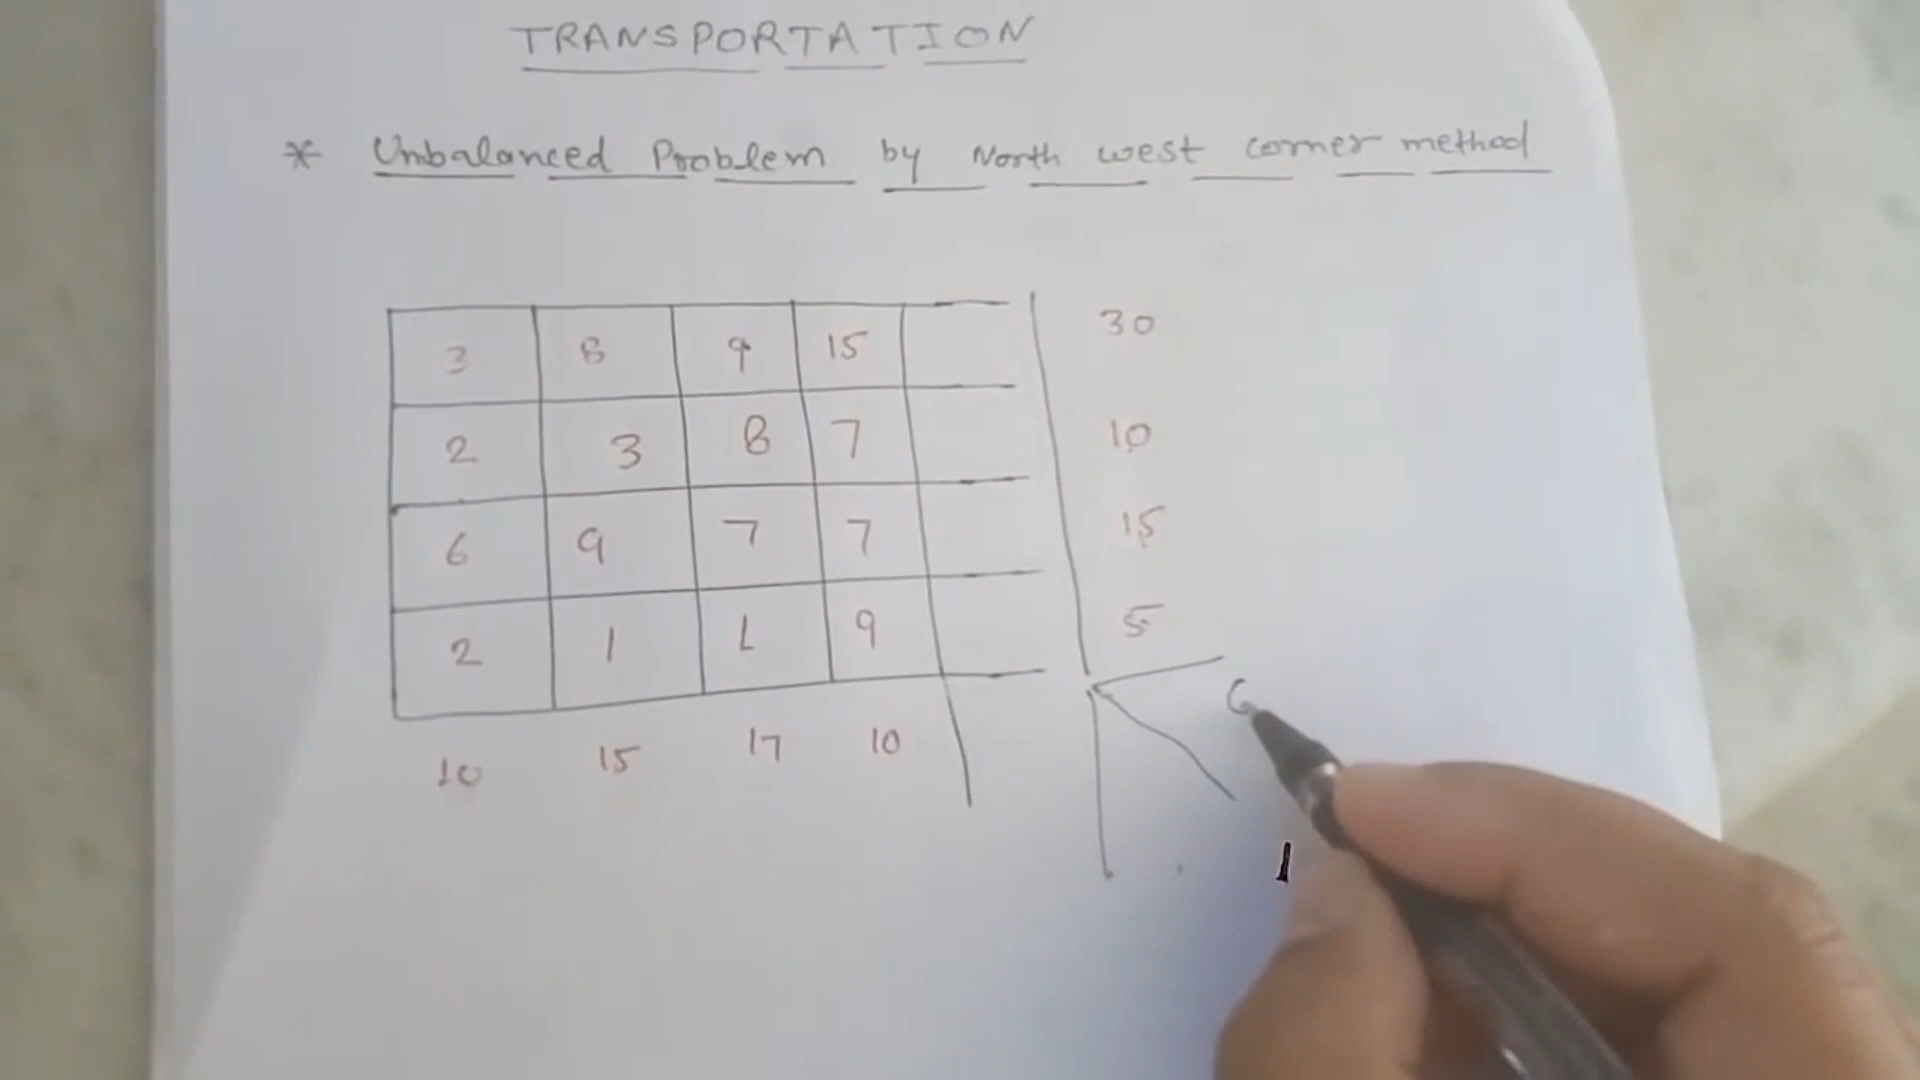 TRANSPORTATION
* Unbalanced Problem by North west corner method
3 8 9 15 30
2 3 8 7 10
6 9 7 7 15
2 1 1 9 5
10 15 17 10